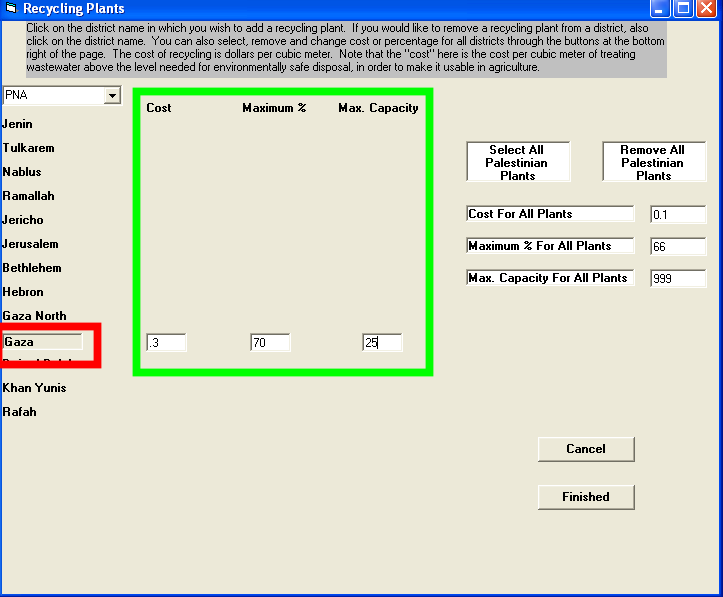 Recycling Plants
Click on the district name in which you wish to add a recycling plant. If you would like to remove a recycling plant from a district, also
click on the district name. You can also select, remove and change cost or percentage for all districts through the buttons at the bottom
right of the page. The cost of recycling is dollars per cubic meter. Note that the "cost" here is the cost per cubic meter of treating
wastewater above the level needed for environmentally safe disposal, in order to make it usable in agriculture.
PNA
Cost Maximum % Max. Capacity
Jenin
Tulkarem
Nablus
Ramallah
Jericho
Jerusalem
Bethlehem
Hebron
Gaza North
Gaza .3 70 25
Khan Yunis
Rafah
Select All
Palestinian
Plants
Remove All
Palestinian
Plants
Cost For All Plants 0.1
Maximum % For All Plants 66
Max. Capacity For All Plants 999
Cancel
Finished